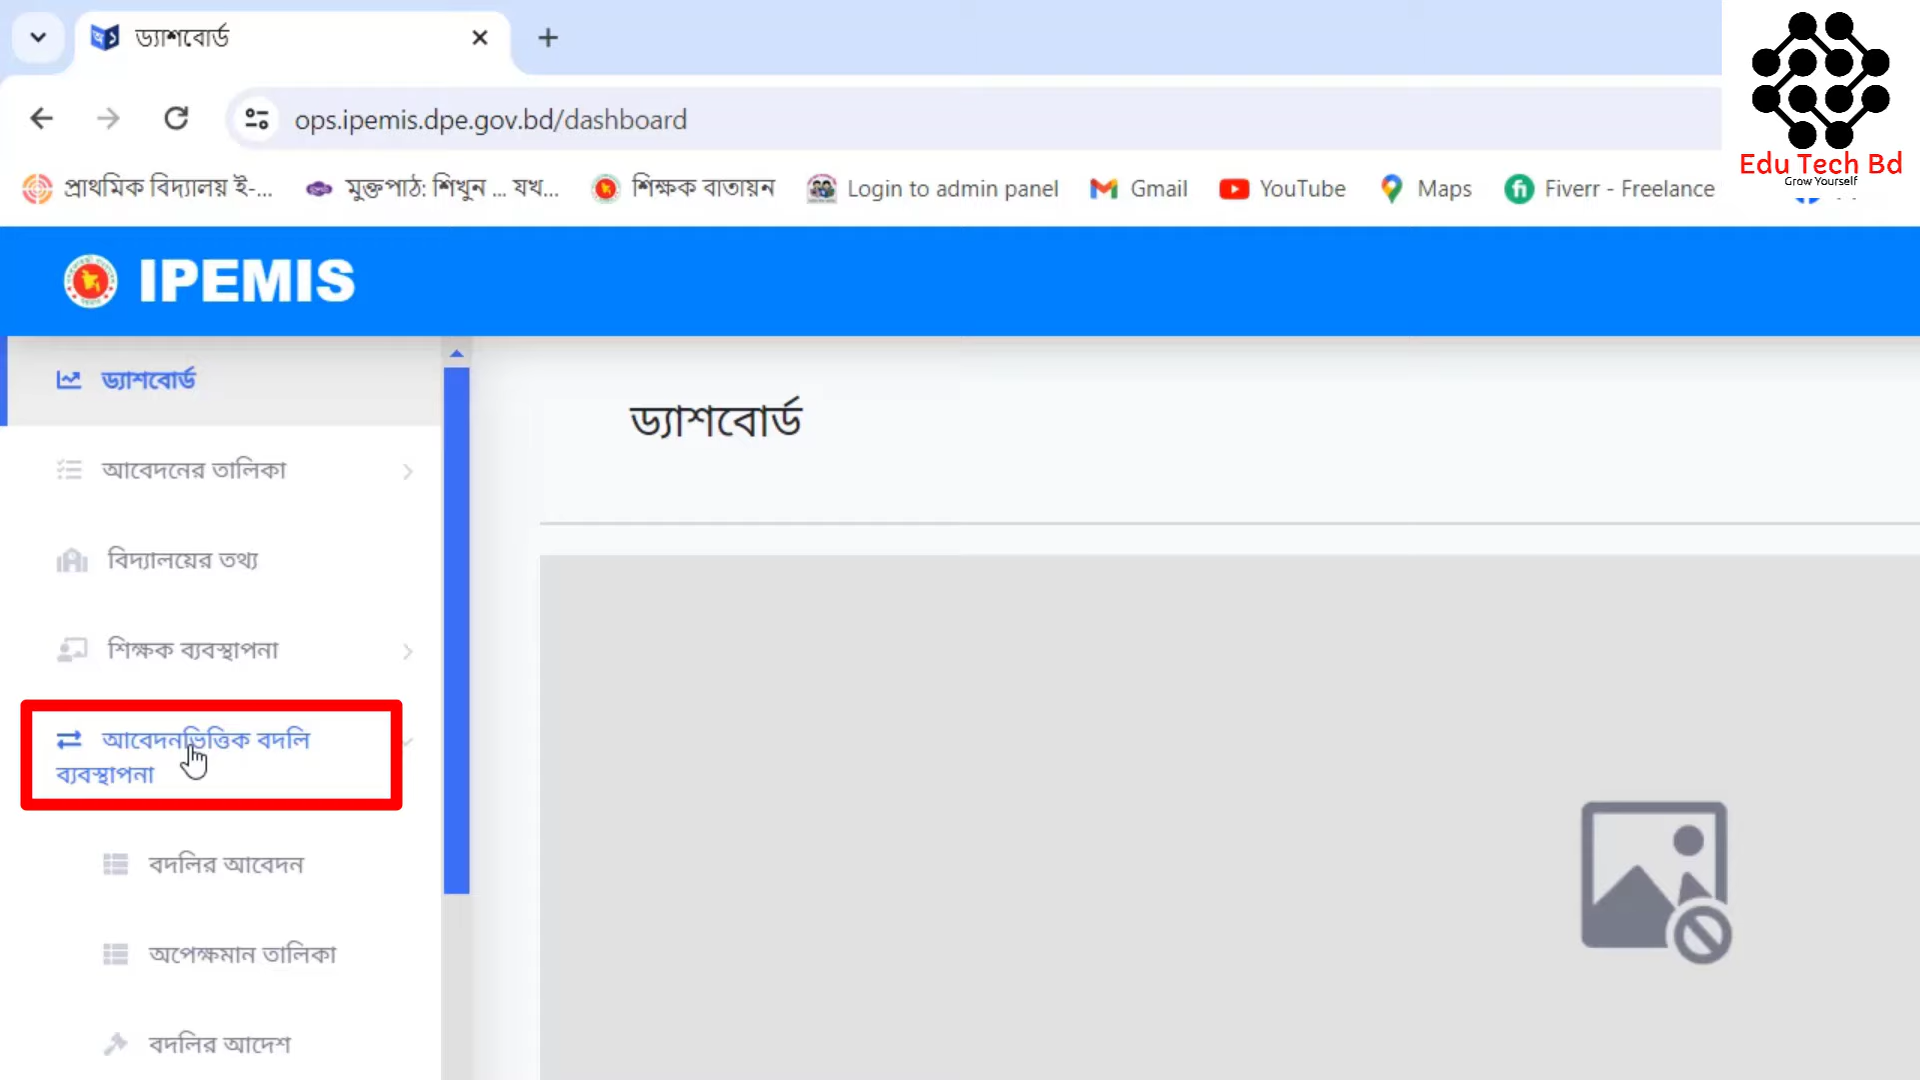 ড্যাশবোর্ড
ops.ipemis.dpe.gov.bd/dashboard
Edu Tech Bd
Grow Yourself
প্রাথমিক বিদ্যালয় ই-...
মুক্তপাঠ: শিখুন ... যখ...
শিক্ষক বাতায়ন
Login to admin panel
Gmail
YouTube
Maps
Fiverr - Freelance
IPEMIS
ড্যাশবোর্ড
ড্যাশবোর্ড
আবেদনের তালিকা
বিদ্যালয়ের তথ্য
শিক্ষক ব্যবস্থাপনা
আবেদনভিত্তিক বদলি
ব্যবস্থাপনা
বদলির আবেদন
অপেক্ষমান তালিকা
বদলির আদেশ